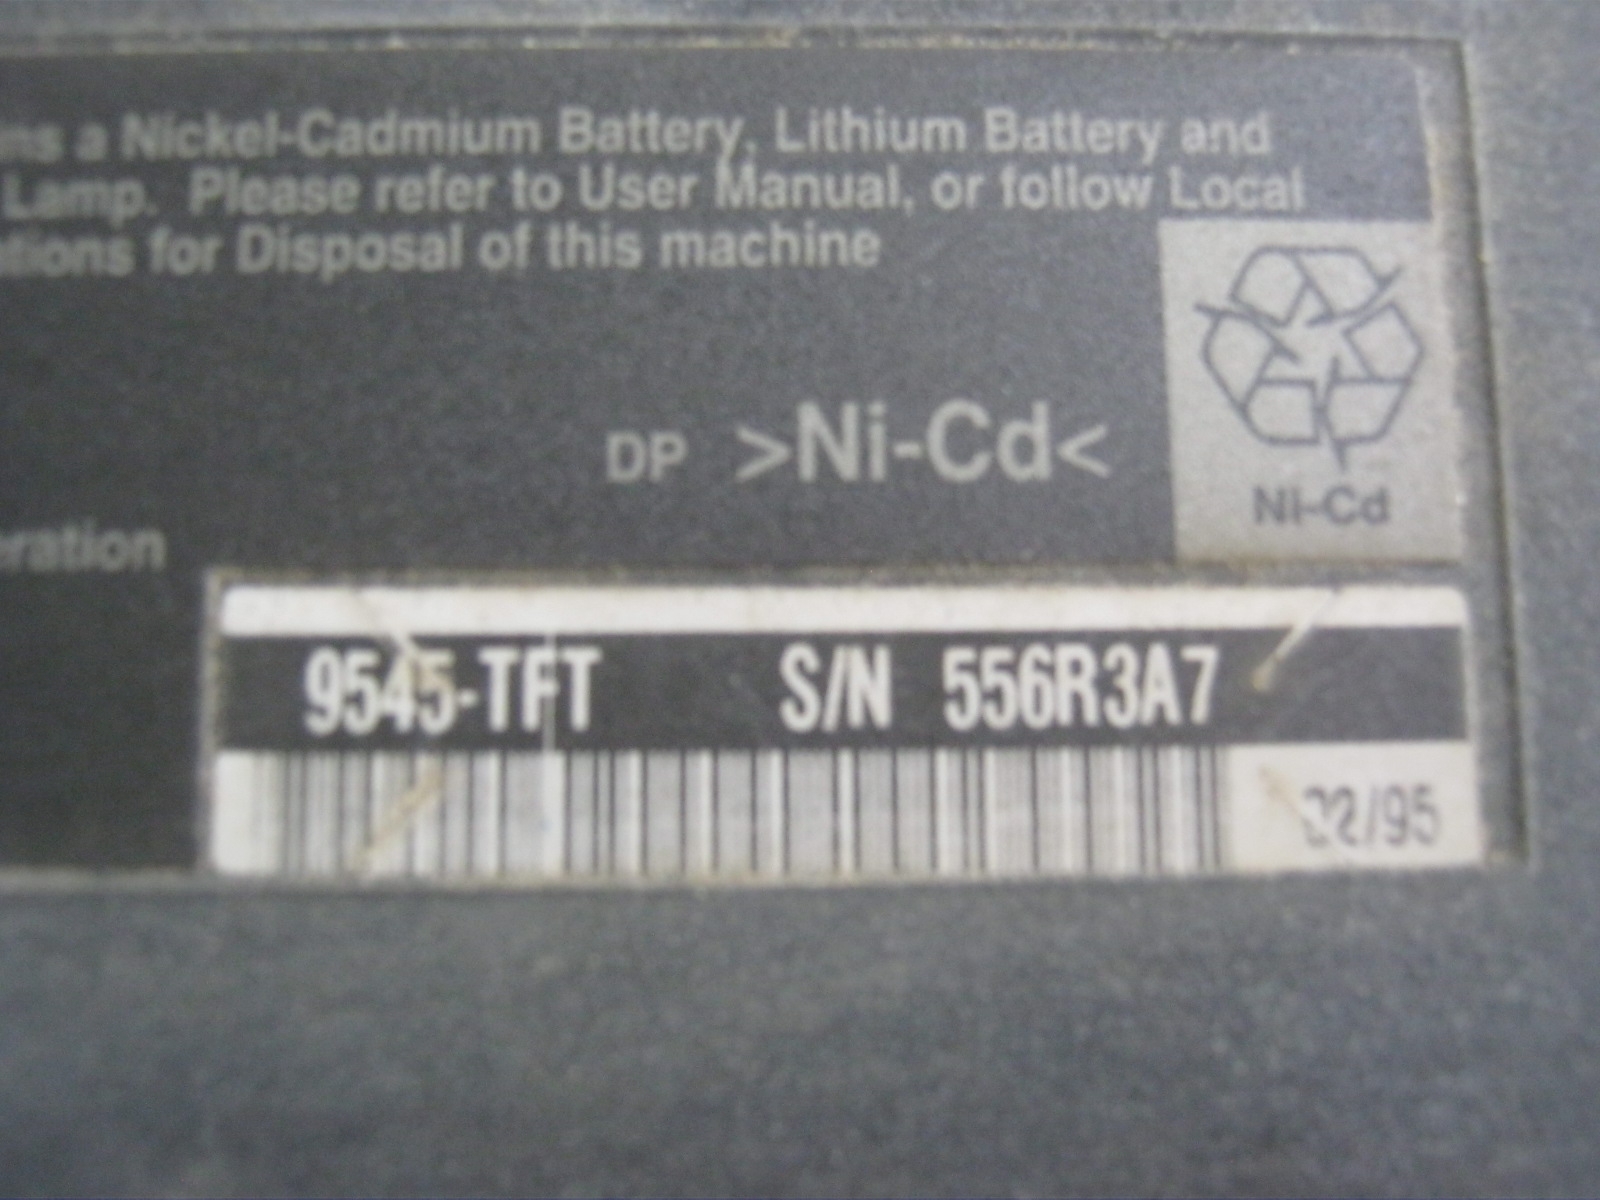 ns a Nickel-Cadmium Battery, Lithium Battery and
Lamp. Please refer to User Manual, or follow Local
ations for Disposal of this machine
DP >Ni-Cd<
Ni-Cd
eration
9545-TFT S/N 556R3A7
02/95